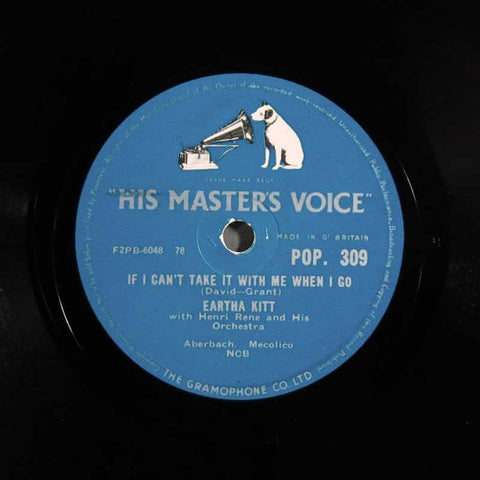 TRADE MARK REGD
"HIS MASTER'S VOICE"
MADE IN GT BRITAIN
F2PB-6048 78
POP. 309
IF I CAN'T TAKE IT WITH ME WHEN I GO
(David-Grant)
EARTHA KITT
with Henri Rene and His
Orchestra
Aberbach. Mecolico
NCB
THE GRAMOPHONE CO. LTD